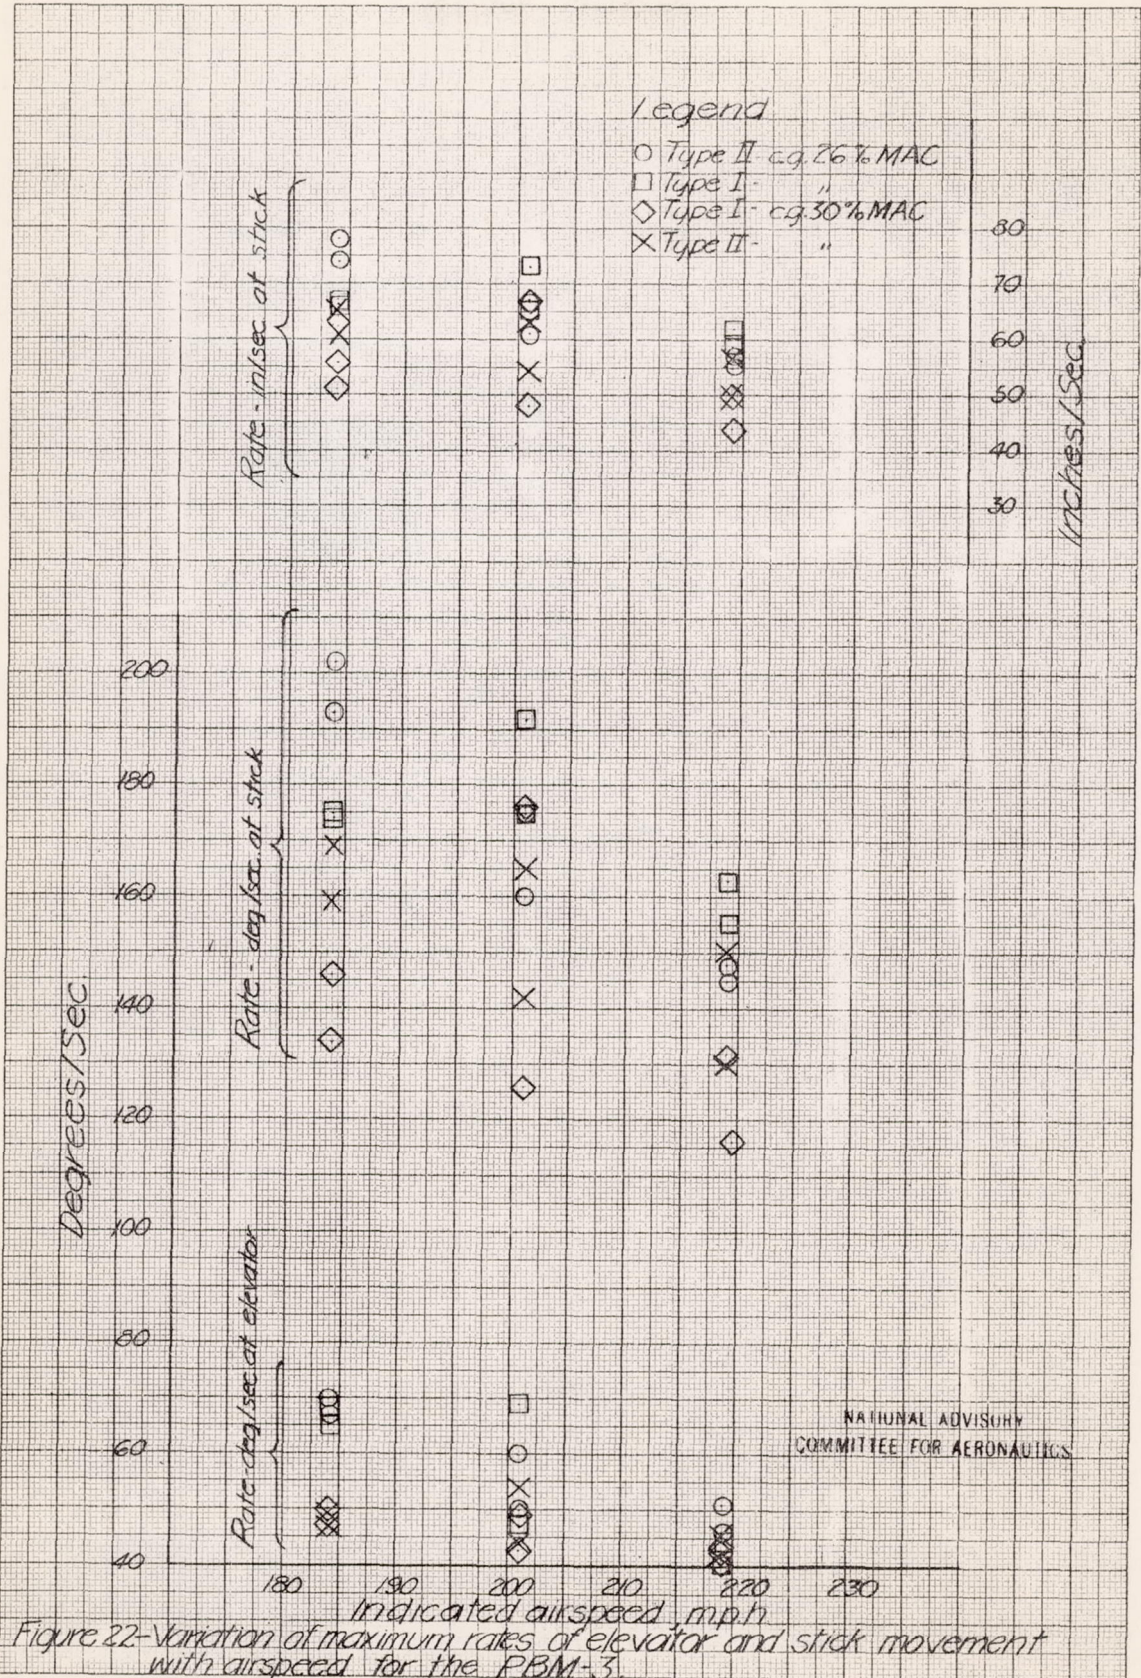 Legend
○ Type II - c.g. 26% MAC
□ Type I - "
◇ Type I - c.g. 30% MAC
× Type II - "
Rate - in/sec at stick
80
70
60
50
40
30
Inches/Sec.
Rate - deg/sec. at stick
200
180
160
140
120
100
80
60
40
Degrees/Sec.
Rate-deg/sec at elevator
NATIONAL ADVISORY
COMMITTEE FOR AERONAUTICS
180 190 200 210 220 230
Indicated airspeed, mph
Figure 22-Variation of maximum rates of elevator and stick movement
with airspeed for the PBM-3.